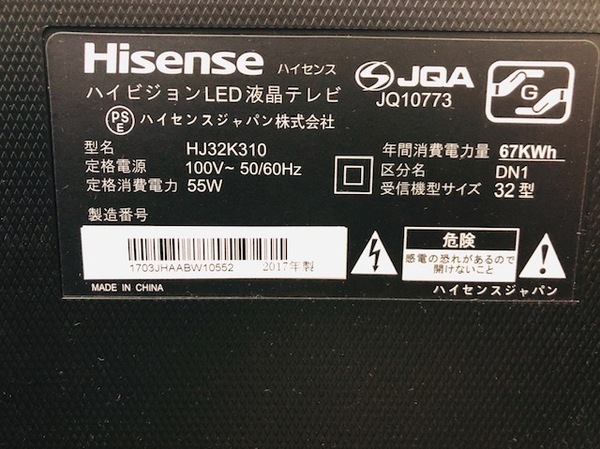 Hisense ハイセンス
ハイビジョンLED液晶テレビ
PSE ハイセンスジャパン株式会社
JQA
JQ10773
G
型名 HJ32K310
定格電源 100V~ 50/60Hz
定格消費電力 55W
年間消費電力量 67KWh
区分名 DN1
受信機型サイズ 32型
製造番号
1703JHAABW10552 2017年製
MADE IN CHINA
危険
感電の恐れがあるので
開けないこと
ハイセンスジャパン